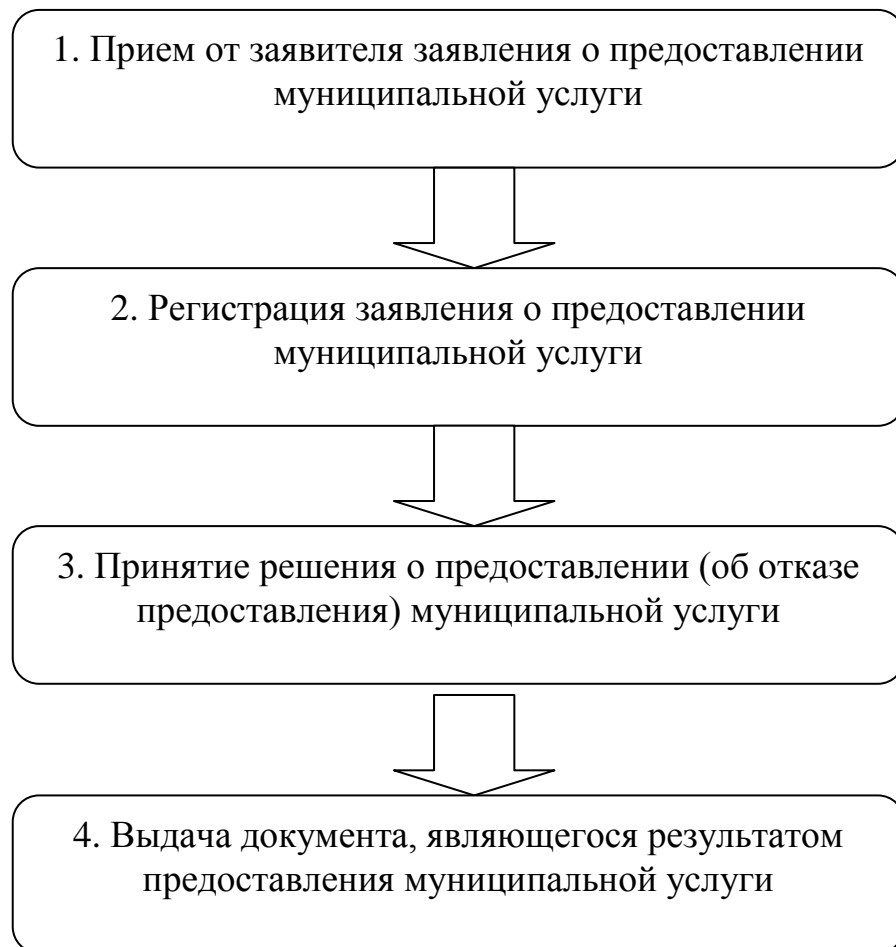 1. Прием от заявителя заявления о предоставлении
муниципальной услуги
2. Регистрация заявления о предоставлении
муниципальной услуги
3. Принятие решения о предоставлении (об отказе
предоставления) муниципальной услуги
4. Выдача документа, являющегося результатом
предоставления муниципальной услуги